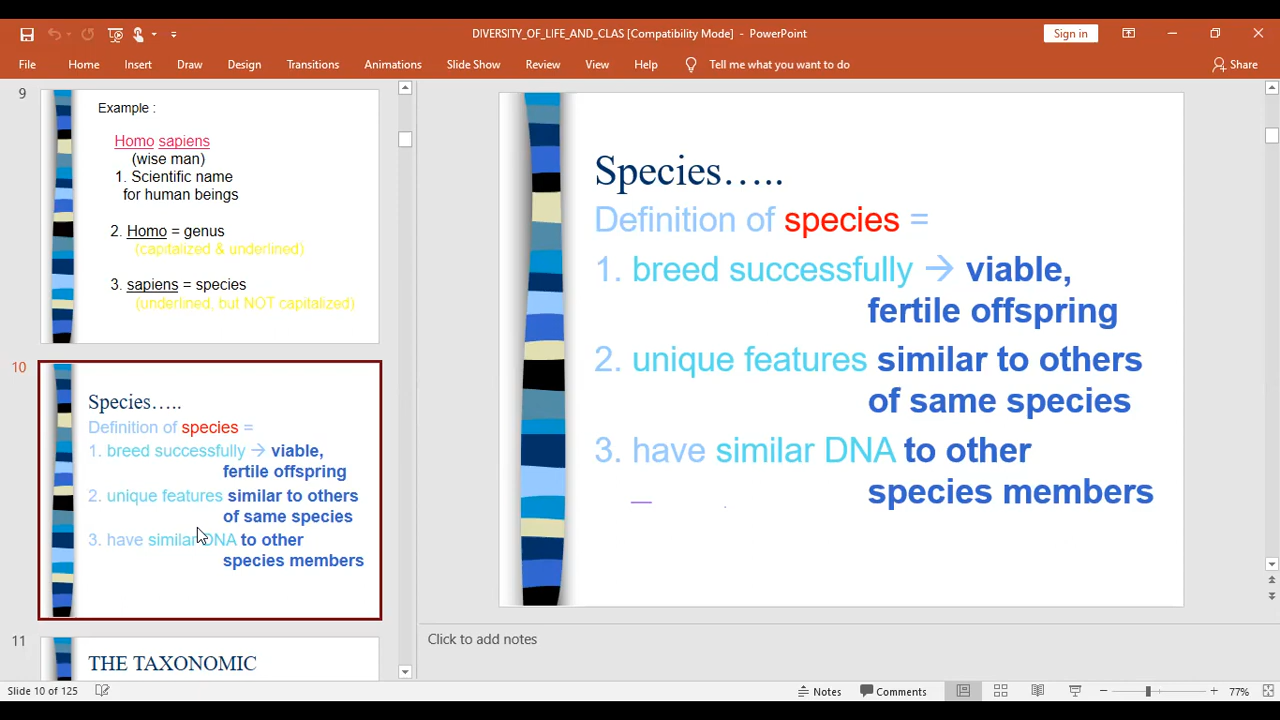 DIVERSITY_OF_LIFE_AND_CLAS [Compatibility Mode] - PowerPoint
Sign in
File Home Insert Draw Design Transitions Animations Slide Show Review View Help Tell me what you want to do Share
9
Example :
Homo sapiens
(wise man)
1. Scientific name
for human beings
2. Homo = genus
(capitalized & underlined)
3. sapiens = species
(underlined, but NOT capitalized)
10
Species…..
Definition of species =
1. breed successfully → viable,
fertile offspring
2. unique features similar to others
of same species
3. have similar DNA to other
species members
11
THE TAXONOMIC
Species…..
Definition of species =
1. breed successfully → viable,
fertile offspring
2. unique features similar to others
of same species
3. have similar DNA to other
species members
Click to add notes
Slide 10 of 125 Notes Comments 77%